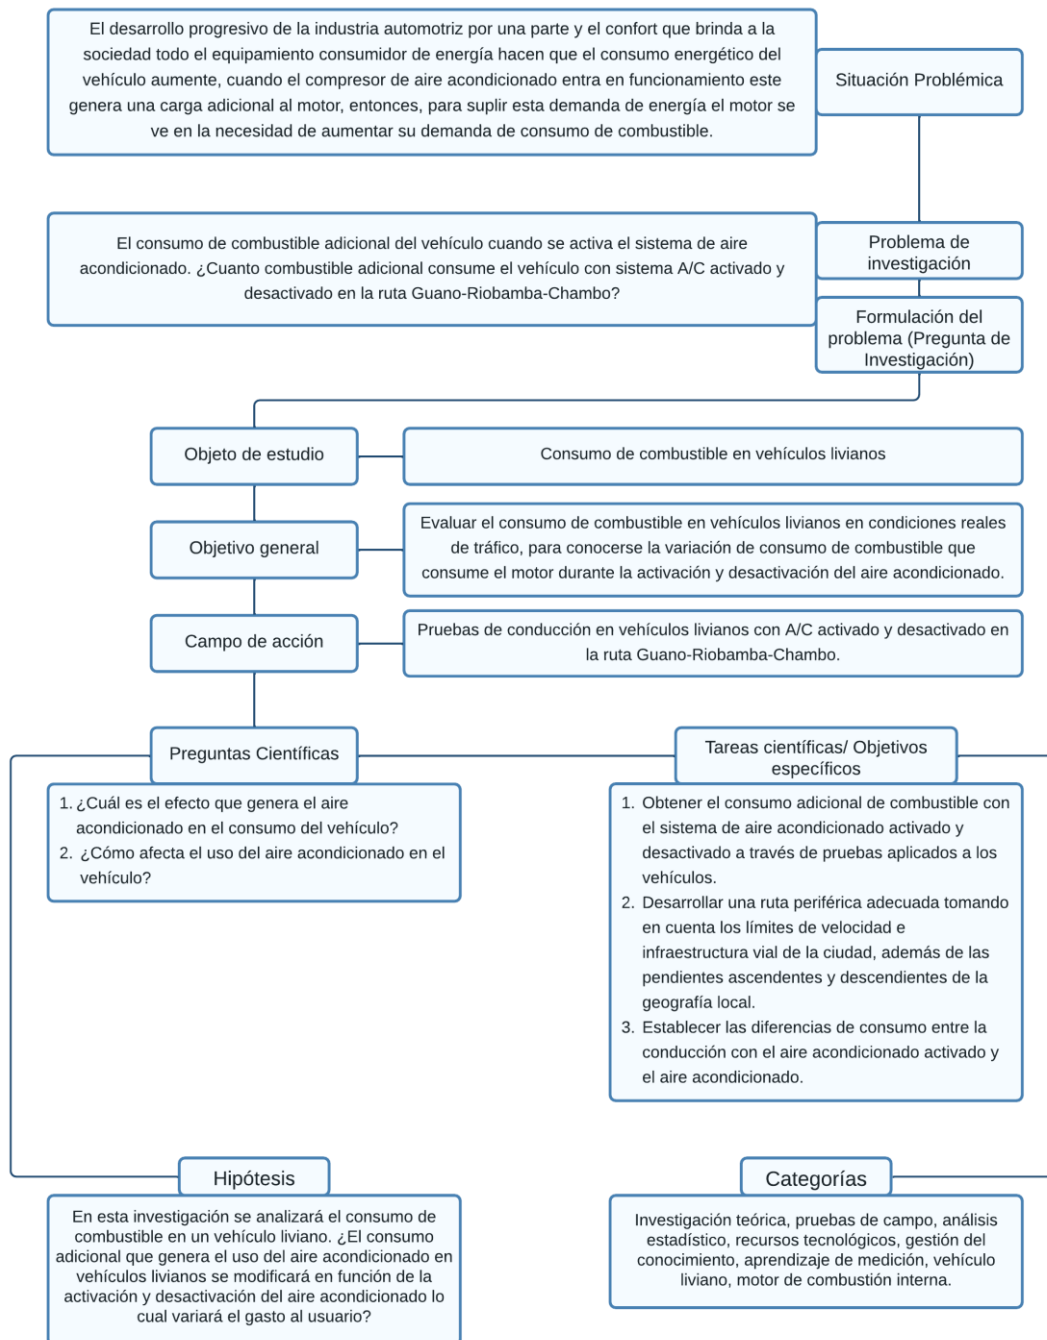 El desarrollo progresivo de la industria automotriz por una parte y el confort que brinda a la
sociedad todo el equipamiento consumidor de energía hacen que el consumo energético del
vehículo aumente, cuando el compresor de aire acondicionado entra en funcionamiento este
genera una carga adicional al motor, entonces, para suplir esta demanda de energía el motor se
ve en la necesidad de aumentar su demanda de consumo de combustible.
Situación Problémica
El consumo de combustible adicional del vehículo cuando se activa el sistema de aire
acondicionado. ¿Cuanto combustible adicional consume el vehículo con sistema A/C activado y
desactivado en la ruta Guano-Riobamba-Chambo?
Problema de
investigación
Formulación del
problema (Pregunta de
Investigación)
Objeto de estudio
Consumo de combustible en vehículos livianos
Objetivo general
Evaluar el consumo de combustible en vehículos livianos en condiciones reales
de tráfico, para conocerse la variación de consumo de combustible que
consume el motor durante la activación y desactivación del aire acondicionado.
Campo de acción
Pruebas de conducción en vehículos livianos con A/C activado y desactivado en
la ruta Guano-Riobamba-Chambo.
Preguntas Científicas
1. ¿Cuál es el efecto que genera el aire
acondicionado en el consumo del vehículo?
2. ¿Cómo afecta el uso del aire acondicionado en el
vehículo?
Tareas científicas/ Objetivos
específicos
1. Obtener el consumo adicional de combustible con
el sistema de aire acondicionado activado y
desactivado a través de pruebas aplicados a los
vehículos.
2. Desarrollar una ruta periférica adecuada tomando
en cuenta los límites de velocidad e
infraestructura vial de la ciudad, además de las
pendientes ascendentes y descendientes de la
geografía local.
3. Establecer las diferencias de consumo entre la
conducción con el aire acondicionado activado y
el aire acondicionado.
Hipótesis
En esta investigación se analizará el consumo de
combustible en un vehículo liviano. ¿El consumo
adicional que genera el uso del aire acondicionado en
vehículos livianos se modificará en función de la
activación y desactivación del aire acondicionado lo
cual variará el gasto al usuario?
Categorías
Investigación teórica, pruebas de campo, análisis
estadístico, recursos tecnológicos, gestión del
conocimiento, aprendizaje de medición, vehículo
liviano, motor de combustión interna.